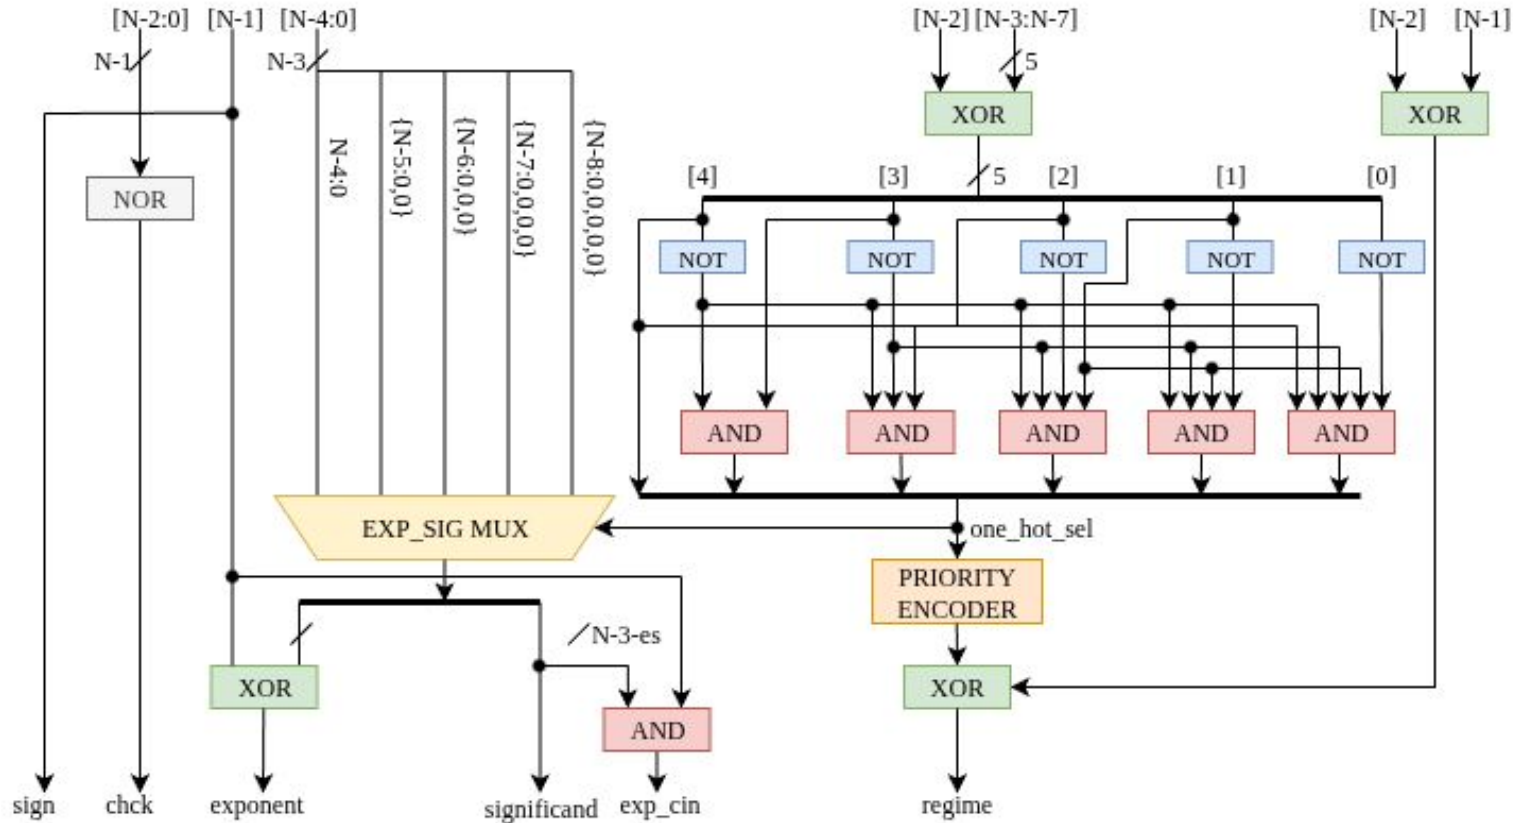 [N-2:0] [N-1] [N-4:0] [N-2] [N-3:N-7] [N-2] [N-1]
N-1 N-3 5
XOR XOR
N-4:0 {N-5:0,0} {N-6:0,0,0} {N-7:0,0,0,0} {N-8:0,0,0,0,0}
[4] [3] 5 [2] [1] [0]
NOR
NOT NOT NOT NOT NOT
AND AND AND AND AND
EXP_SIG MUX one_hot_sel
PRIORITY
ENCODER
N-3-es
XOR XOR
AND
sign chck exponent significand exp_cin regime